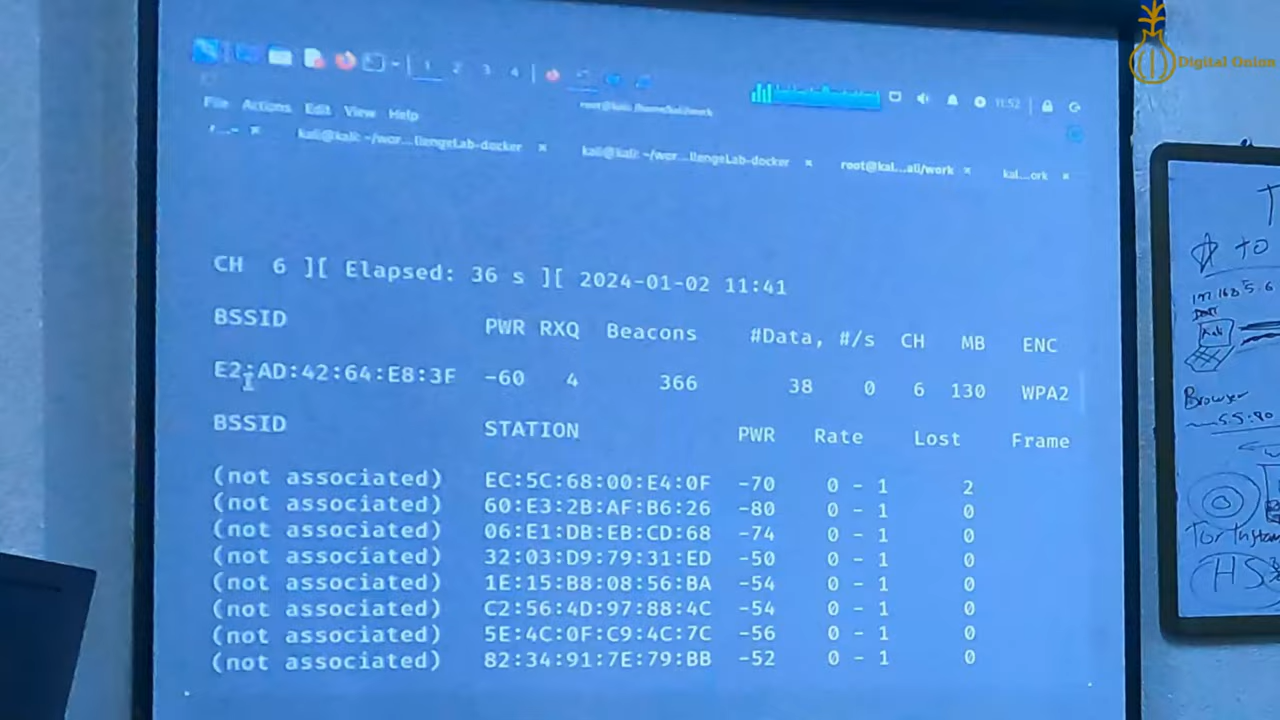 Digital Onion
11:52
File Actions Edit View Help
kali@kali: ~/wor...llengeLab-docker
kali@kali: ~/wor...llengeLab-docker
root@kal...ali/work
kal...ork
CH 6 ][ Elapsed: 36 s ][ 2024-01-02 11:41
BSSID PWR RXQ Beacons #Data, #/s CH MB ENC
E2:AD:42:64:E8:3F -60 4 366 38 0 6 130 WPA2
BSSID STATION PWR Rate Lost Frame
(not associated) EC:5C:68:00:E4:0F -70 0 - 1 2
(not associated) 60:E3:2B:AF:B6:26 -80 0 - 1 0
(not associated) 06:E1:DB:EB:CD:68 -74 0 - 1 0
(not associated) 32:03:D9:79:31:ED -50 0 - 1 0
(not associated) 1E:15:B8:08:56:BA -54 0 - 1 0
(not associated) C2:56:4D:97:88:4C -54 0 - 1 0
(not associated) 5E:4C:0F:C9:4C:7C -56 0 - 1 0
(not associated) 82:34:91:7E:79:BB -52 0 - 1 0
to
Kali
Browser
HS